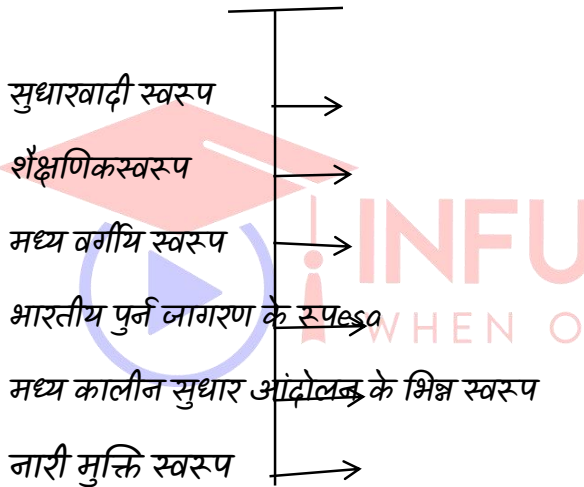 सुधारवादी स्वरूप
शैक्षणिकस्वरूप
मध्य वर्गीय स्वरूप
भारतीय पुर्न जागरण के रूपesa
मध्य कालीन सुधार आंदोलन के भिन्न स्वरूप
नारी मुक्ति स्वरूप
INFU
WHEN O